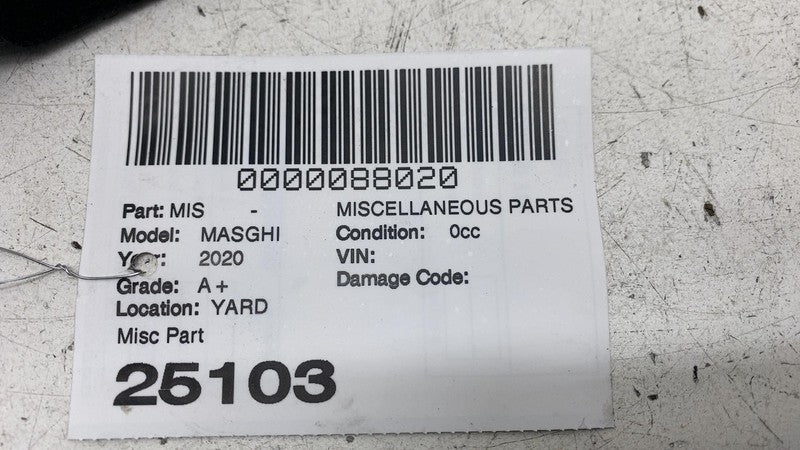 0000088020
Part: MIS - MISCELLANEOUS PARTS
Model: MASGHI Condition: 0cc
Year: 2020 VIN:
Grade: A+ Damage Code:
Location: YARD
Misc Part
25103